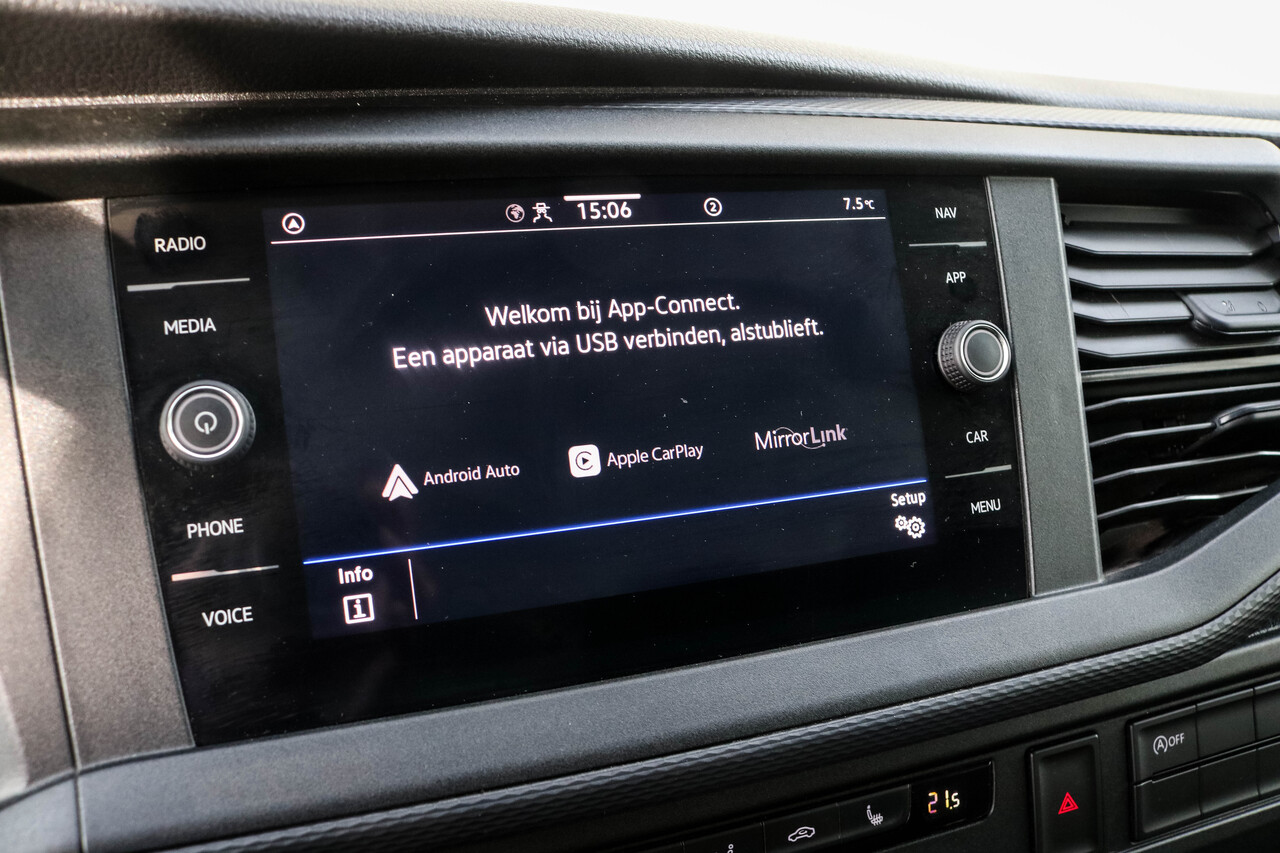 RADIO
MEDIA
PHONE
VOICE
15:06
2
7.5°C
Welkom bij App-Connect.
Een apparaat via USB verbinden, alstublieft.
Android Auto
Apple CarPlay
MirrorLink
Setup
Info
i
NAV
APP
CAR
MENU
A OFF
21.5